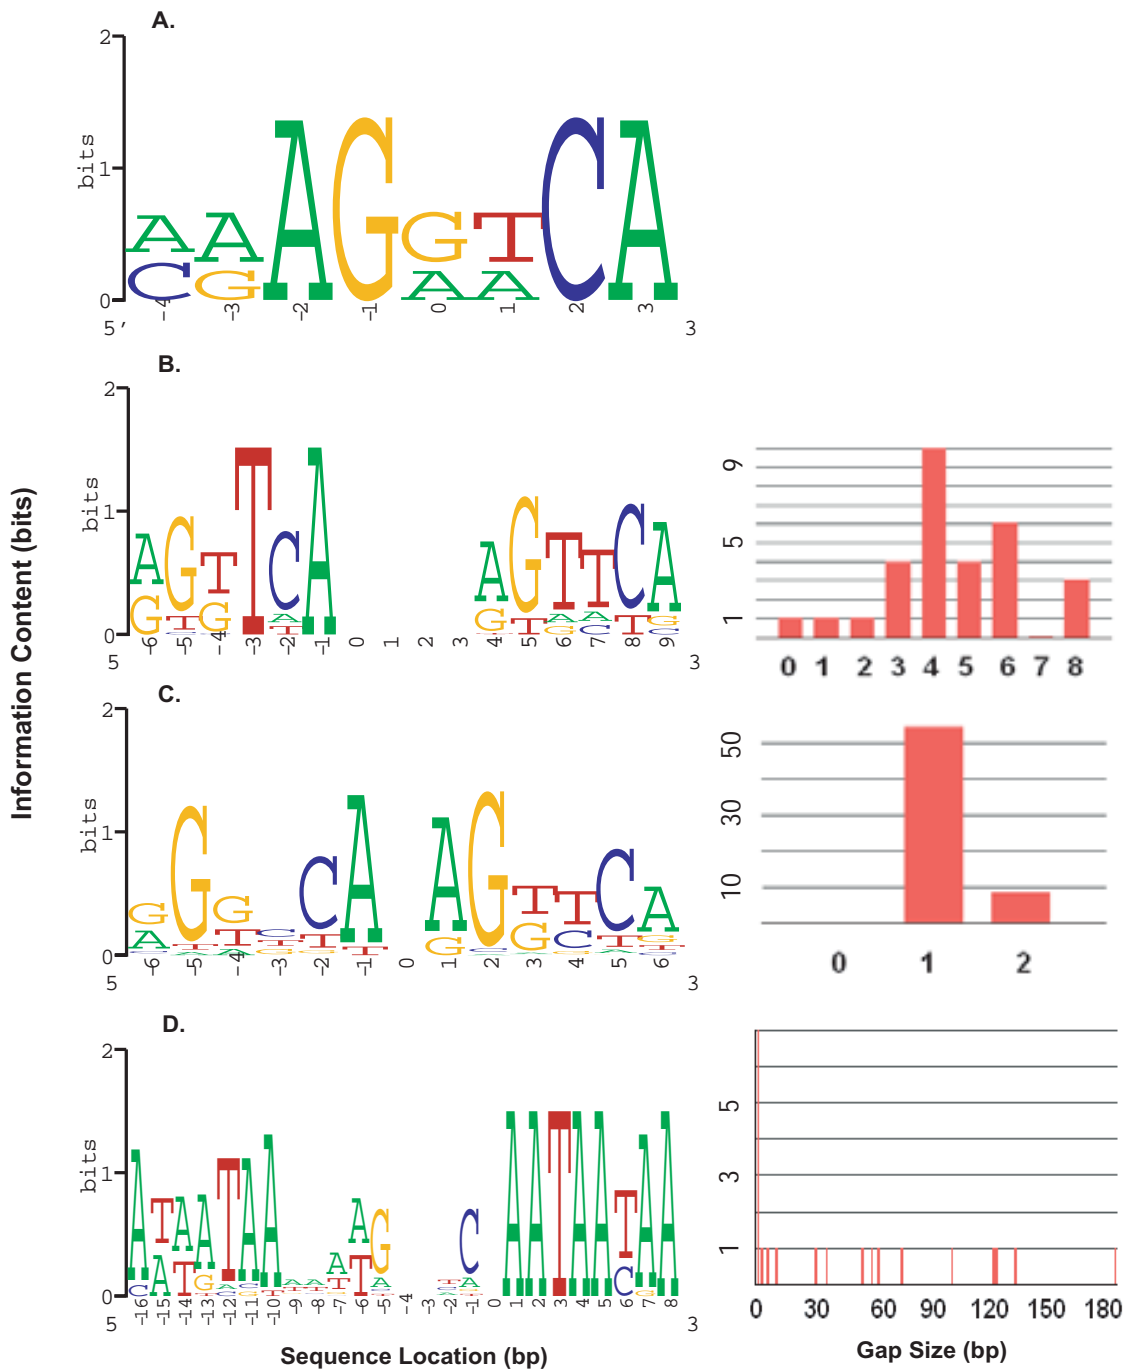 A.
2
bits
1
0
A A A G G T C A
C G A A
-4 -3 -2 -1 0 1 2 3
5' 3
B.
2
bits
1
0
A G T T C A A G T T C A
G T G A T G T A A T G
C G C C
-6 -5 -4 -3 -2 -1 0 1 2 3 4 5 6 7 8 9
5 3
9
5
1
0 1 2 3 4 5 6 7 8
Information Content (bits)
C.
2
bits
1
0
G G G C C A A G T T C A
A T T T T T G C G C T G
-6 -5 -4 -3 -2 -1 0 1 2 3 4 5 6
5 3
50
30
10
0 1 2
D.
2
bits
1
0
A T A A T A A A A G C A A T A A T A A
C A T G T A C
-16 -15 -14 -13 -12 -11 -10 -9 -8 -7 -6 -5 -4 -3 -2 -1 0 1 2 3 4 5 6 7 8
5 3
Sequence Location (bp)
5
3
1
0 30 60 90 120 150 180
Gap Size (bp)